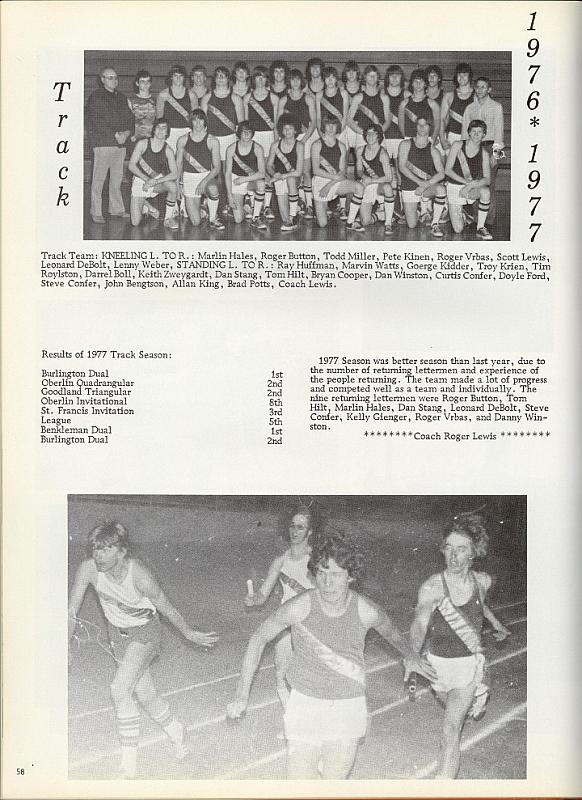 1976*1977
Track
Track Team: KNEELING L. TO R.: Marlin Hales, Roger Button, Todd Miller, Pete Kinen, Roger Vrbas, Scott Lewis,
Leonard DeBolt, Lenny Weber, STANDING L. TO R.: Ray Huffman, Marvin Watts, Goerge Kidder, Troy Krien, Tim
Roylston, Darrel Boll, Keith Zweygardt, Dan Stang, Tom Hilt, Bryan Cooper, Dan Winston, Curtis Confer, Doyle Ford,
Steve Confer, John Bengtson, Allan King, Brad Potts, Coach Lewis.
Results of 1977 Track Season:
Burlington Dual 1st
Oberlin Quadrangular 2nd
Goodland Triangular 2nd
Oberlin Invitational 6th
St. Francis Invitation 3rd
League 5th
Benkleman Dual 1st
Burlington Dual 2nd
1977 Season was better season than last year, due to
the number of returning lettermen and experience of
the people returning. The team made a lot of progress
and competed well as a team and individually. The
nine returning lettermen were Roger Button, Tom
Hilt, Marlin Hales, Dan Stang, Leonard DeBolt, Steve
Confer, Kelly Gienger, Roger Vrbas, and Danny Win-
ston.
********Coach Roger Lewis ********
58